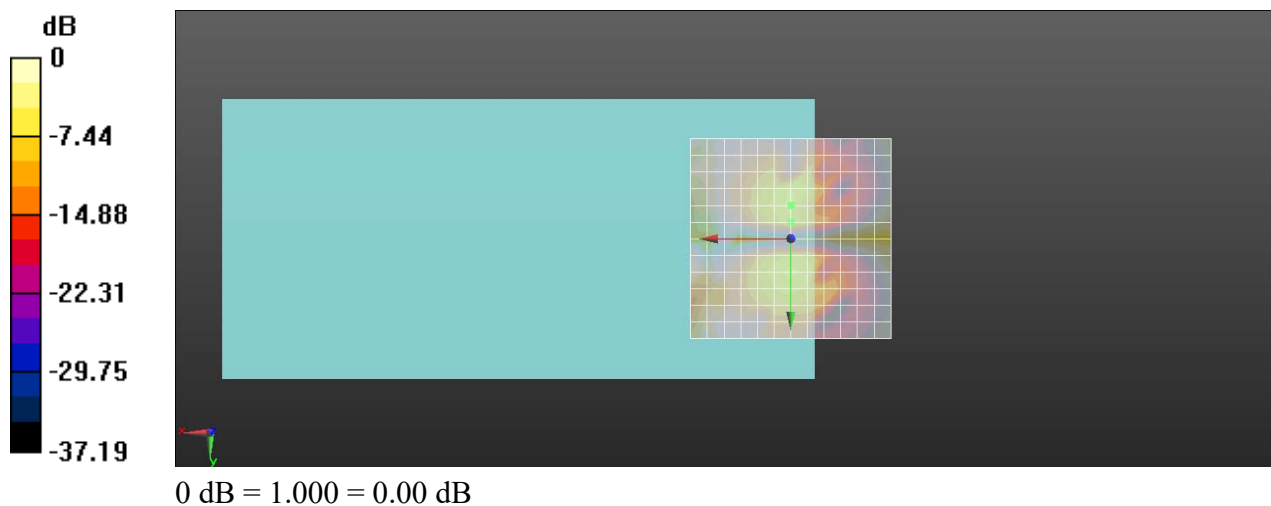 dB
0
-7.44
-14.88
-22.31
-29.75
-37.19
x
y
0 dB = 1.000 = 0.00 dB